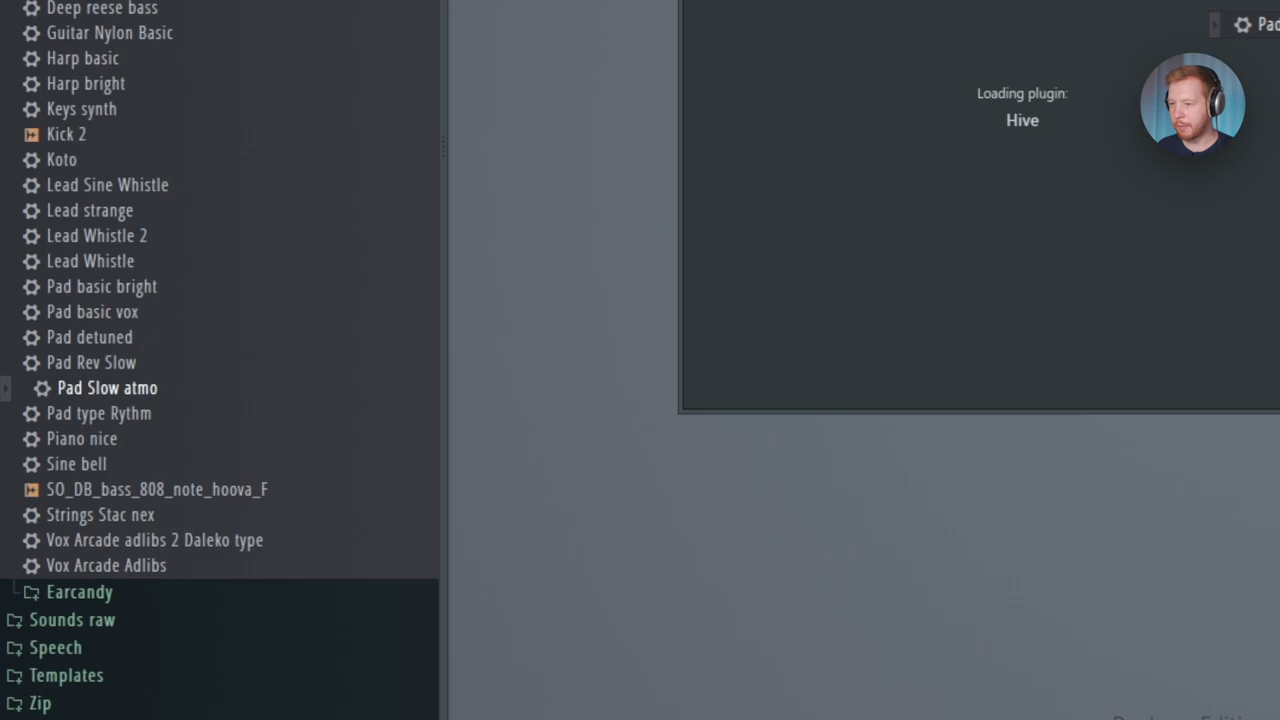 Deep reese bass
Guitar Nylon Basic
Harp basic
Harp bright
Keys synth
Kick 2
Koto
Lead Sine Whistle
Lead strange
Lead Whistle 2
Lead Whistle
Pad basic bright
Pad basic vox
Pad detuned
Pad Rev Slow
Pad Slow atmo
Pad type Rythm
Piano nice
Sine bell
SO_DB_bass_808_note_hoova_F
Strings Stac nex
Vox Arcade adlibs 2 Daleko type
Vox Arcade Adlibs
Earcandy
Sounds raw
Speech
Templates
Zip
Pad
Loading plugin:
Hive